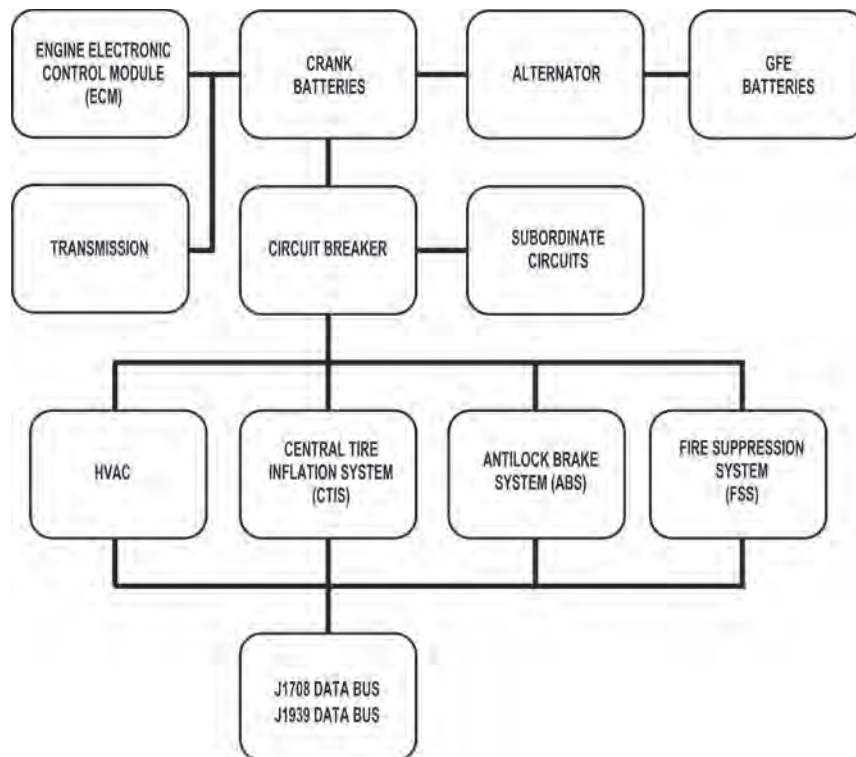 ENGINE ELECTRONIC
CONTROL MODULE
(ECM)
CRANK
BATTERIES
ALTERNATOR
GFE
BATTERIES
TRANSMISSION
CIRCUIT BREAKER
SUBORDINATE
CIRCUITS
HVAC
CENTRAL TIRE
INFLATION SYSTEM
(CTIS)
ANTILOCK BRAKE
SYSTEM (ABS)
FIRE SUPPRESSION
SYSTEM
(FSS)
J1708 DATA BUS
J1939 DATA BUS